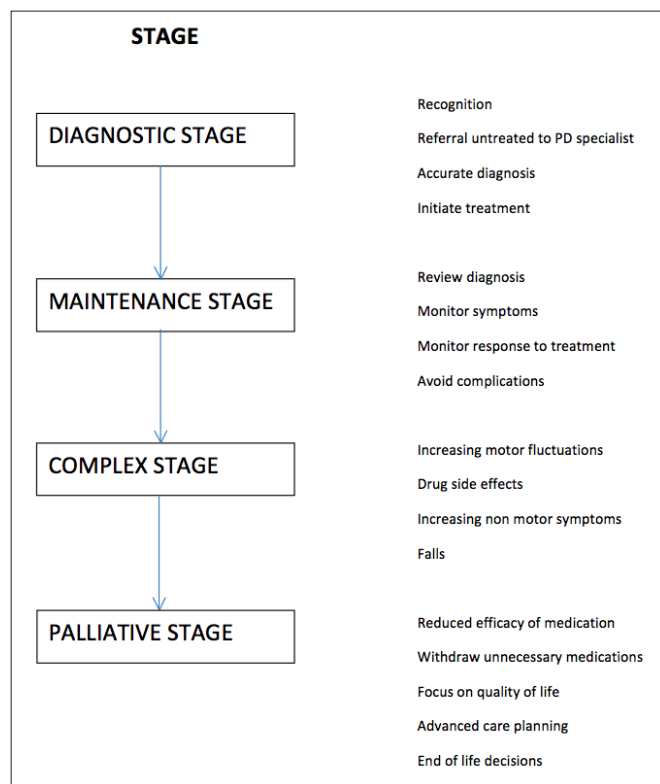 STAGE
DIAGNOSTIC STAGE
Recognition
Referral untreated to PD specialist
Accurate diagnosis
Initiate treatment
MAINTENANCE STAGE
Review diagnosis
Monitor symptoms
Monitor response to treatment
Avoid complications
COMPLEX STAGE
Increasing motor fluctuations
Drug side effects
Increasing non motor symptoms
Falls
PALLIATIVE STAGE
Reduced efficacy of medication
Withdraw unnecessary medications
Focus on quality of life
Advanced care planning
End of life decisions